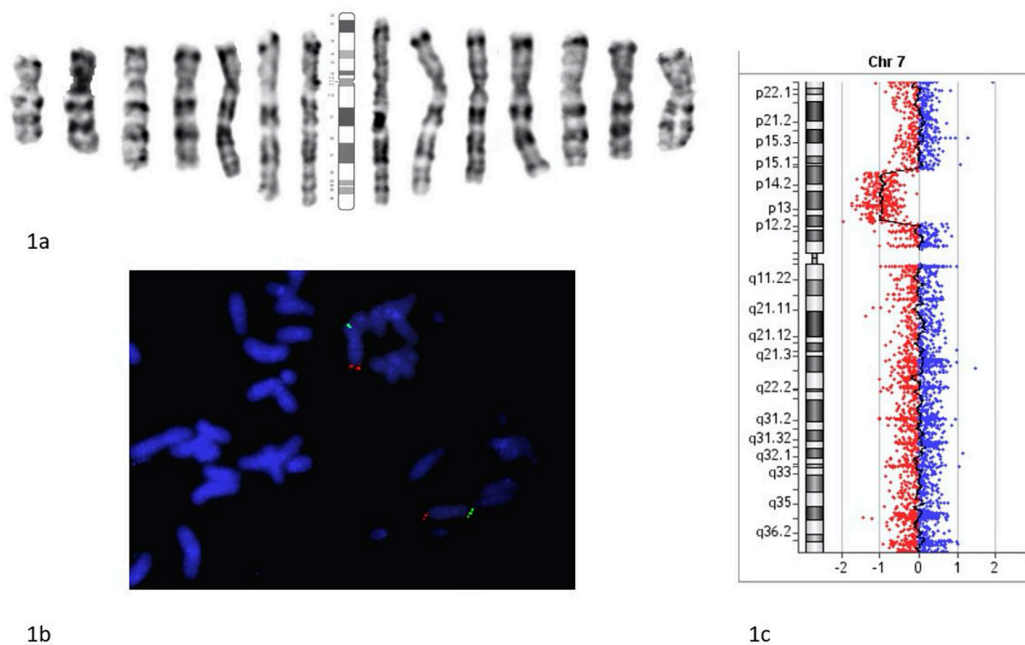 1a
1b
Chr 7
p22.1
p21.2
p15.3
p15.1
p14.2
p13
p12.2
q11.22
q21.11
q21.12
q21.3
q22.2
q31.2
q31.32
q32.1
q33
q35
q36.2
-2 -1 0 1 2
1c